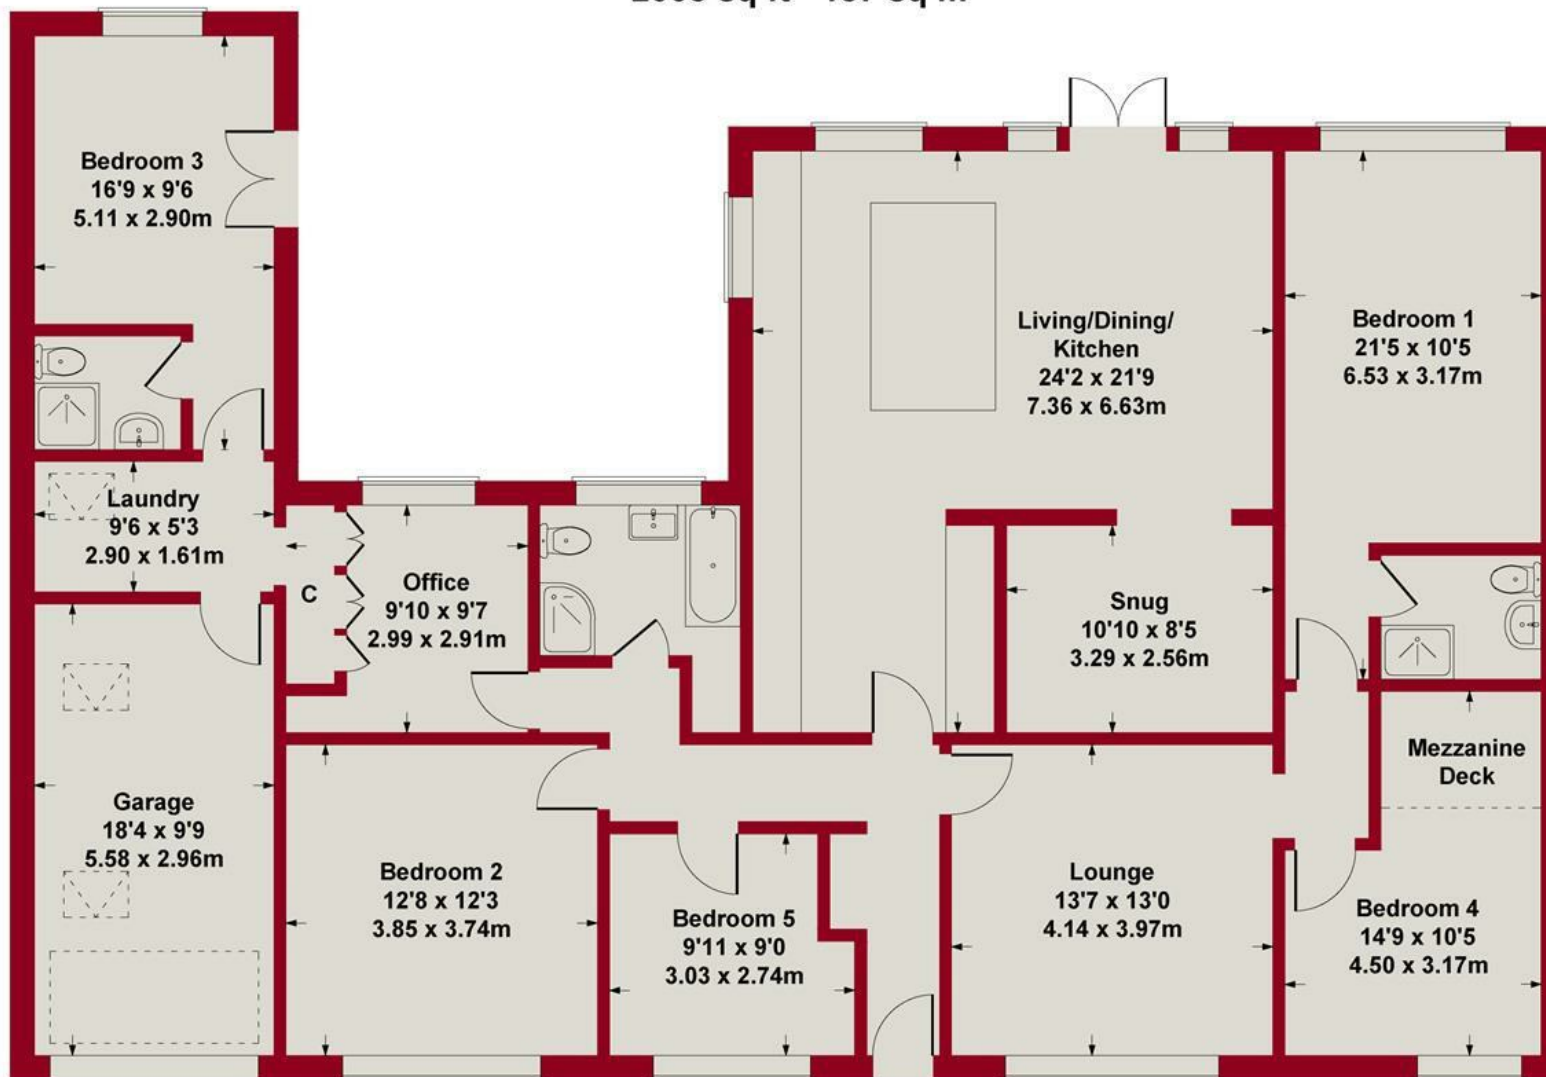 Bedroom 3
16'9 x 9'6
5.11 x 2.90m
Living/Dining/
Kitchen
24'2 x 21'9
7.36 x 6.63m
Bedroom 1
21'5 x 10'5
6.53 x 3.17m
Laundry
9'6 x 5'3
2.90 x 1.61m
C
Office
9'10 x 9'7
2.99 x 2.91m
Snug
10'10 x 8'5
3.29 x 2.56m
Mezzanine
Deck
Garage
18'4 x 9'9
5.58 x 2.96m
Bedroom 2
12'8 x 12'3
3.85 x 3.74m
Bedroom 5
9'11 x 9'0
3.03 x 2.74m
Lounge
13'7 x 13'0
4.14 x 3.97m
Bedroom 4
14'9 x 10'5
4.50 x 3.17m